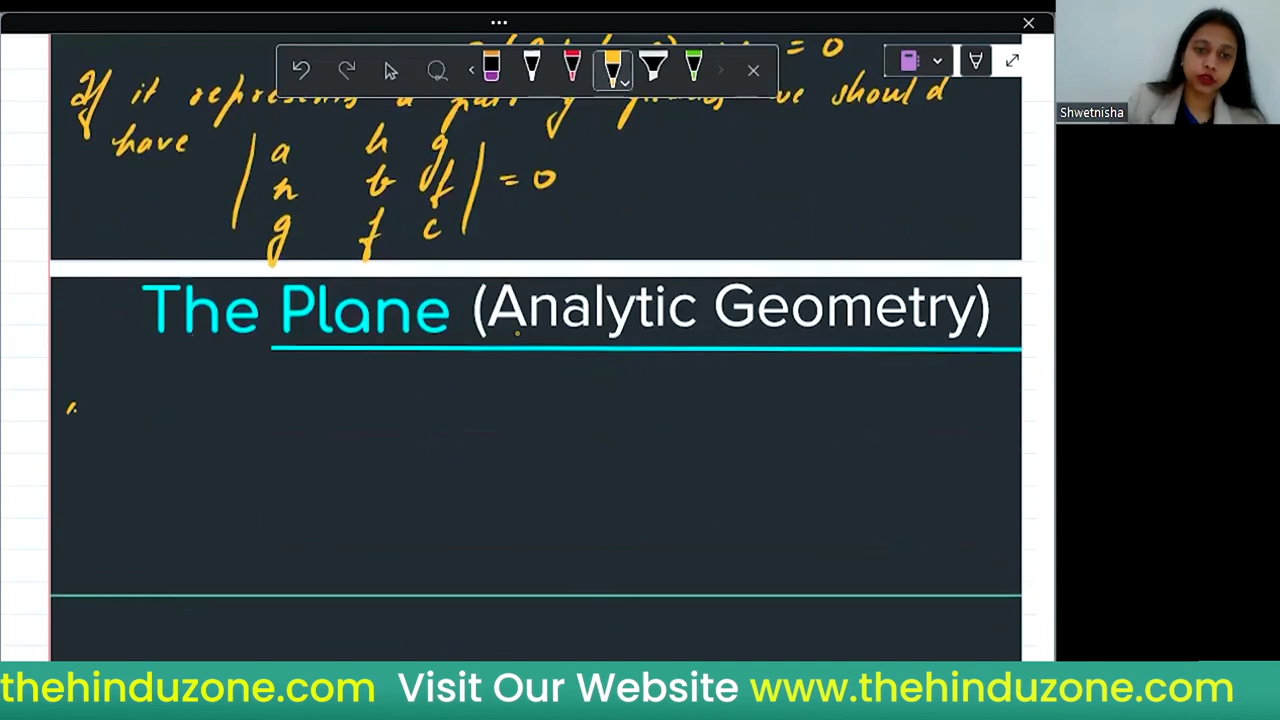 = 0
If it represents a pair of planes we should
Shwetnisha
have | a h g |
| h b f | = 0
| g f c |
The Plane (Analytic Geometry)
thehinduzone.com Visit Our Website www.thehinduzone.com